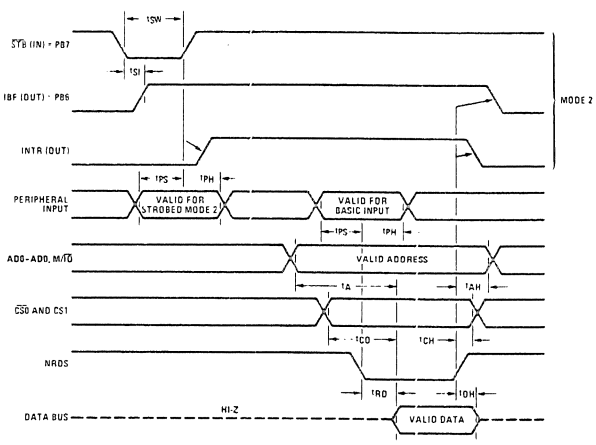 tSW
STB (IN) = PB7
tSI
IBF (OUT) - PB6
MODE 2
INTR (OUT)
tPS
tPH
PERIPHERAL
INPUT
VALID FOR
STROBED MODE 2
VALID FOR
BASIC INPUT
tPS
tPH
AD0-AD0, M/IO
VALID ADDRESS
tA
tAH
CS0 AND CS1
tCO
tCH
NRDS
tRD
tDH
DATA BUS
HI-Z
VALID DATA